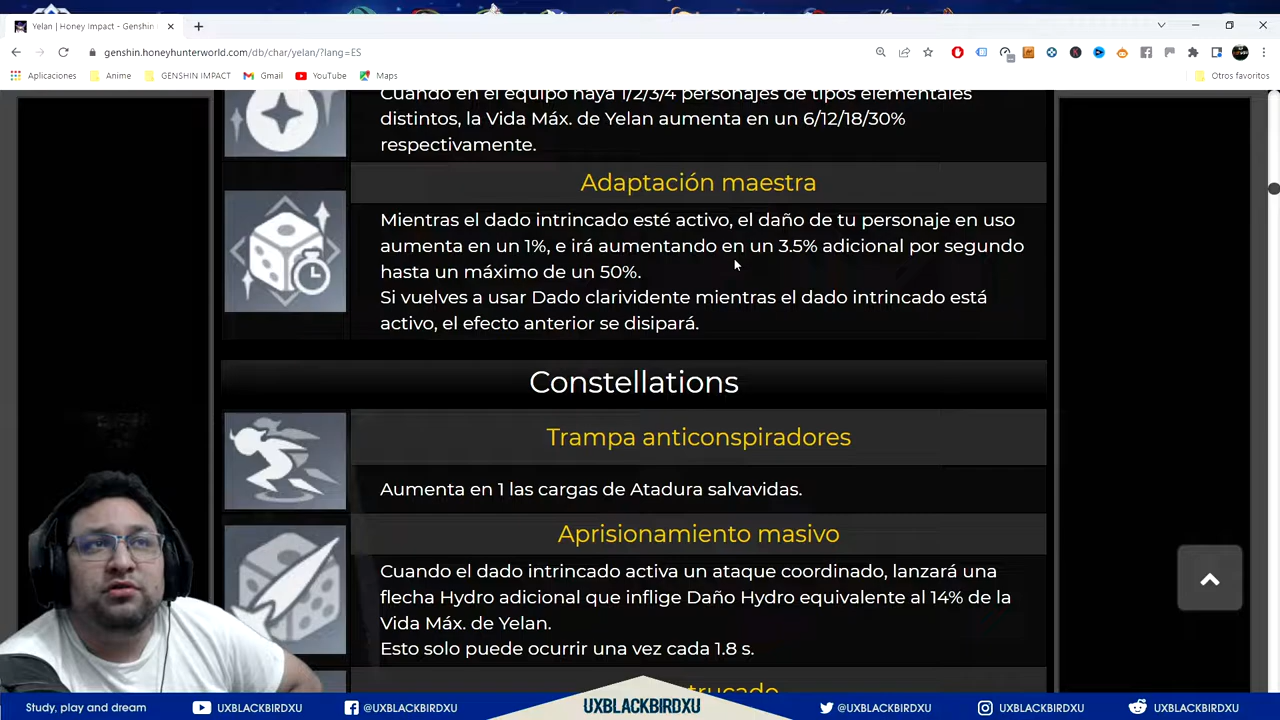 Yelan | Honey Impact - Genshin
genshin.honeyhunterworld.com/db/char/yelan/?lang=ES
Aplicaciones
Anime
GENSHIN IMPACT
Gmail
YouTube
Maps
Otros favoritos
Cuando en el equipo haya 1/2/3/4 personajes de tipos elementales
distintos, la Vida Máx. de Yelan aumenta en un 6/12/18/30%
respectivamente.
Adaptación maestra
Mientras el dado intrincado esté activo, el daño de tu personaje en uso
aumenta en un 1%, e irá aumentando en un 3.5% adicional por segundo
hasta un máximo de un 50%.
Si vuelves a usar Dado clarividente mientras el dado intrincado está
activo, el efecto anterior se disipará.
Constellations
Trampa anticonspiradores
Aumenta en 1 las cargas de Atadura salvavidas.
Aprisionamiento masivo
Cuando el dado intrincado activa un ataque coordinado, lanzará una
flecha Hydro adicional que inflige Daño Hydro equivalente al 14% de la
Vida Máx. de Yelan.
Esto solo puede ocurrir una vez cada 1.8 s.
Study, play and dream
UXBLACKBIRDXU
@UXBLACKBIRDXU
UXBLACKBIRDXU
@UXBLACKBIRDXU
UXBLACKBIRDXU
UXBLACKBIRDXU